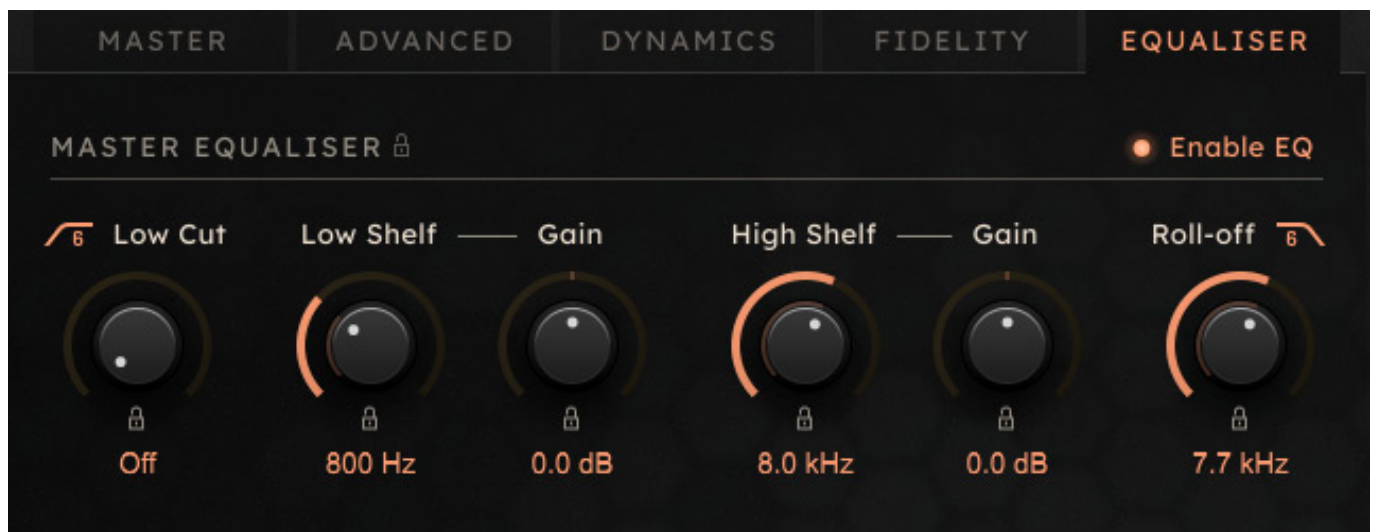 MASTER ADVANCED DYNAMICS FIDELITY EQUALISER
MASTER EQUALISER Enable EQ
6 Low Cut Low Shelf Gain High Shelf Gain Roll-off 6
Off 800 Hz 0.0 dB 8.0 kHz 0.0 dB 7.7 kHz